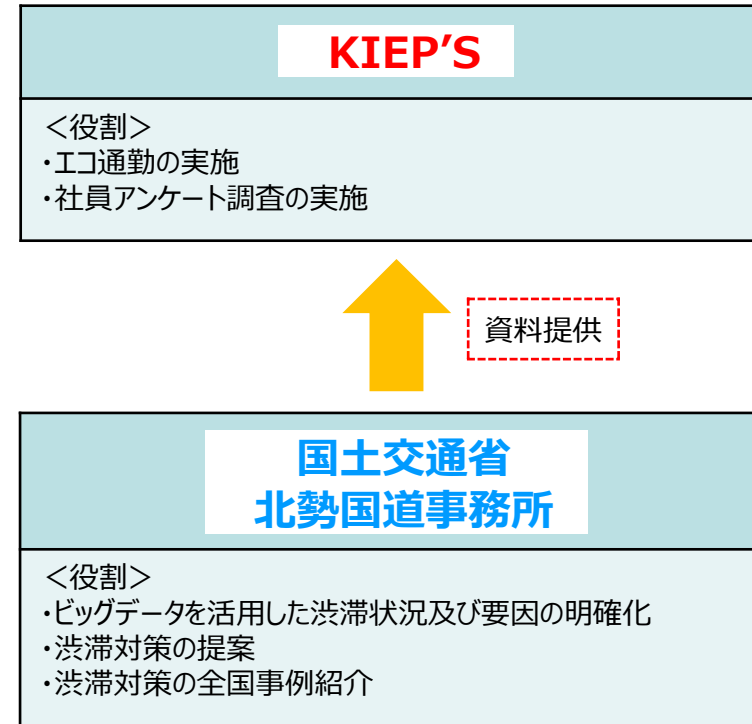 KIEP’S
＜役割＞
・エコ通勤の実施
・社員アンケート調査の実施
資料提供
国土交通省
北勢国道事務所
＜役割＞
・ビッグデータを活用した渋滞状況及び要因の明確化
・渋滞対策の提案
・渋滞対策の全国事例紹介